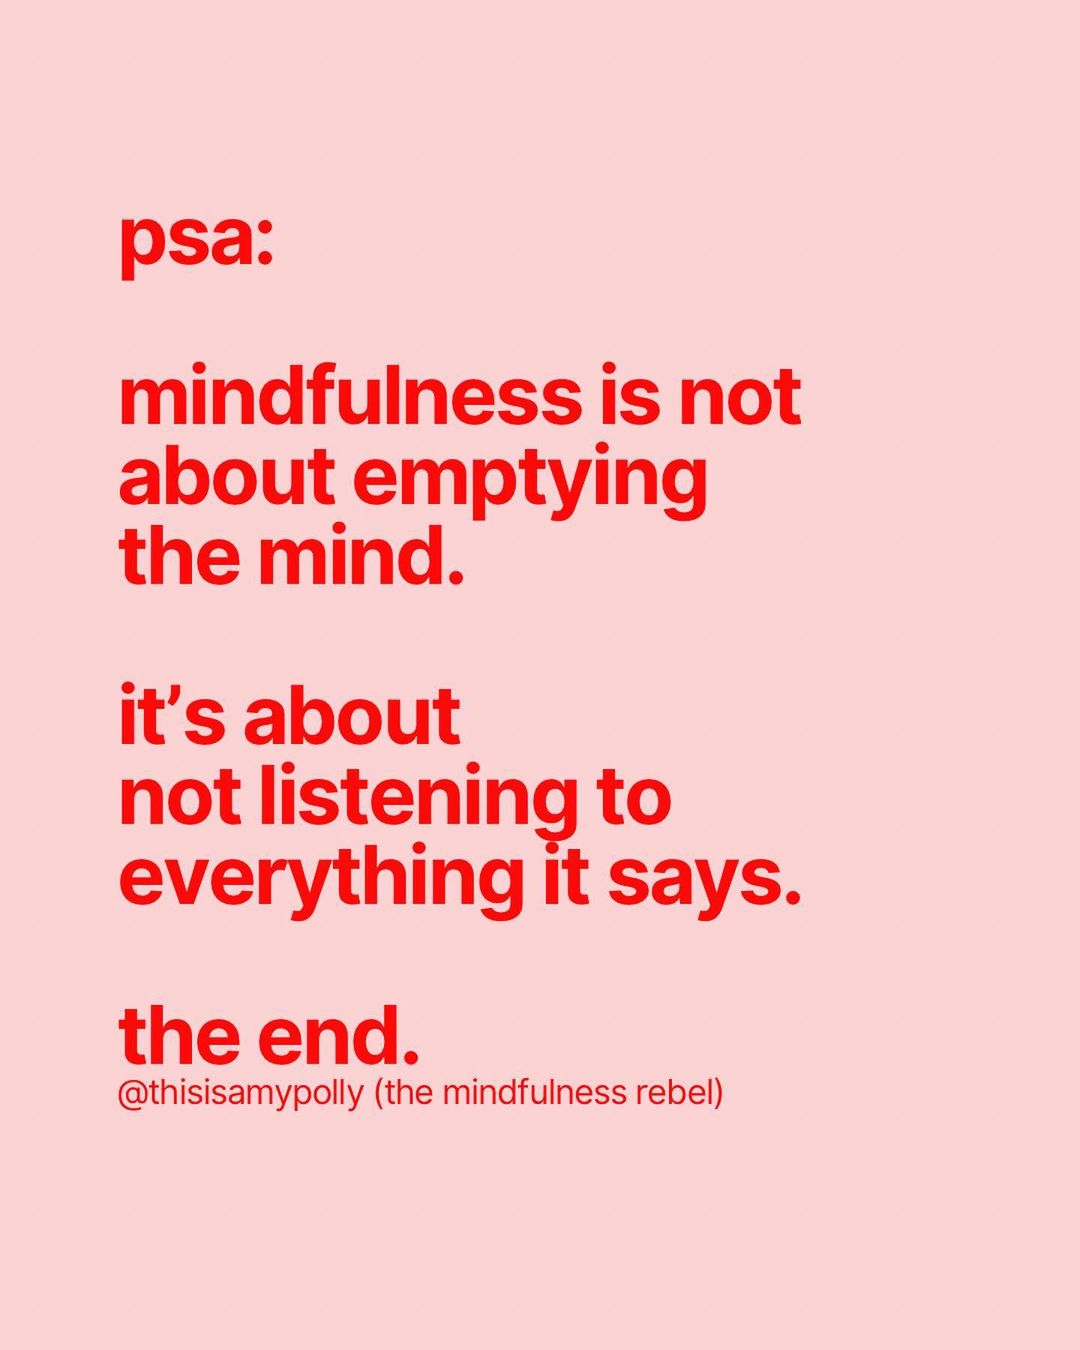 psa:
mindfulness is not
about emptying
the mind.
it’s about
not listening to
everything it says.
the end.
@thisisamypolly (the mindfulness rebel)